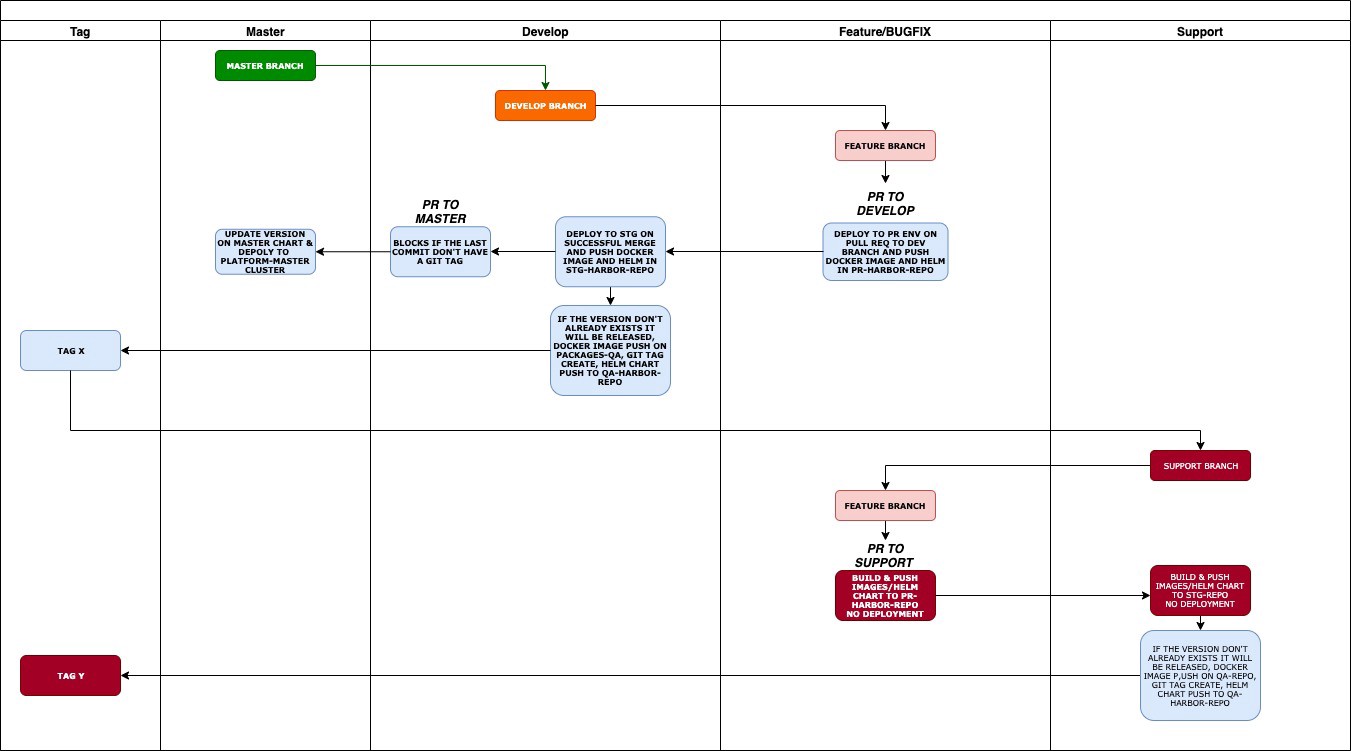 Tag
Master
Develop
Feature/BUGFIX
Support
MASTER BRANCH
DEVELOP BRANCH
FEATURE BRANCH
PR TO
DEVELOP
PR TO
MASTER
UPDATE VERSION
ON MASTER CHART &
DEPOLY TO
PLATFORM-MASTER
CLUSTER
BLOCKS IF THE LAST
COMMIT DON'T HAVE
A GIT TAG
DEPLOY TO STG ON
SUCCESSFUL MERGE
AND PUSH DOCKER
IMAGE AND HELM IN
STG-HARBOR-REPO
DEPLOY TO PR ENV ON
PULL REQ TO DEV
BRANCH AND PUSH
DOCKER IMAGE AND HELM
IN PR-HARBOR-REPO
TAG X
IF THE VERSION DON'T
ALREADY EXISTS IT
WILL BE RELEASED,
DOCKER IMAGE PUSH ON
PACKAGES-QA, GIT TAG
CREATE, HELM CHART
PUSH TO QA-HARBOR-
REPO
SUPPORT BRANCH
FEATURE BRANCH
PR TO
SUPPORT
BUILD & PUSH
IMAGES/HELM
CHART TO PR-
HARBOR-REPO
NO DEPLOYMENT
BUILD & PUSH
IMAGES/HELM CHART
TO STG-REPO
NO DEPLOYMENT
TAG Y
IF THE VERSION DON'T
ALREADY EXISTS IT WILL
BE RELEASED, DOCKER
IMAGE P,USH ON QA-REPO,
GIT TAG CREATE, HELM
CHART PUSH TO QA-
HARBOR-REPO